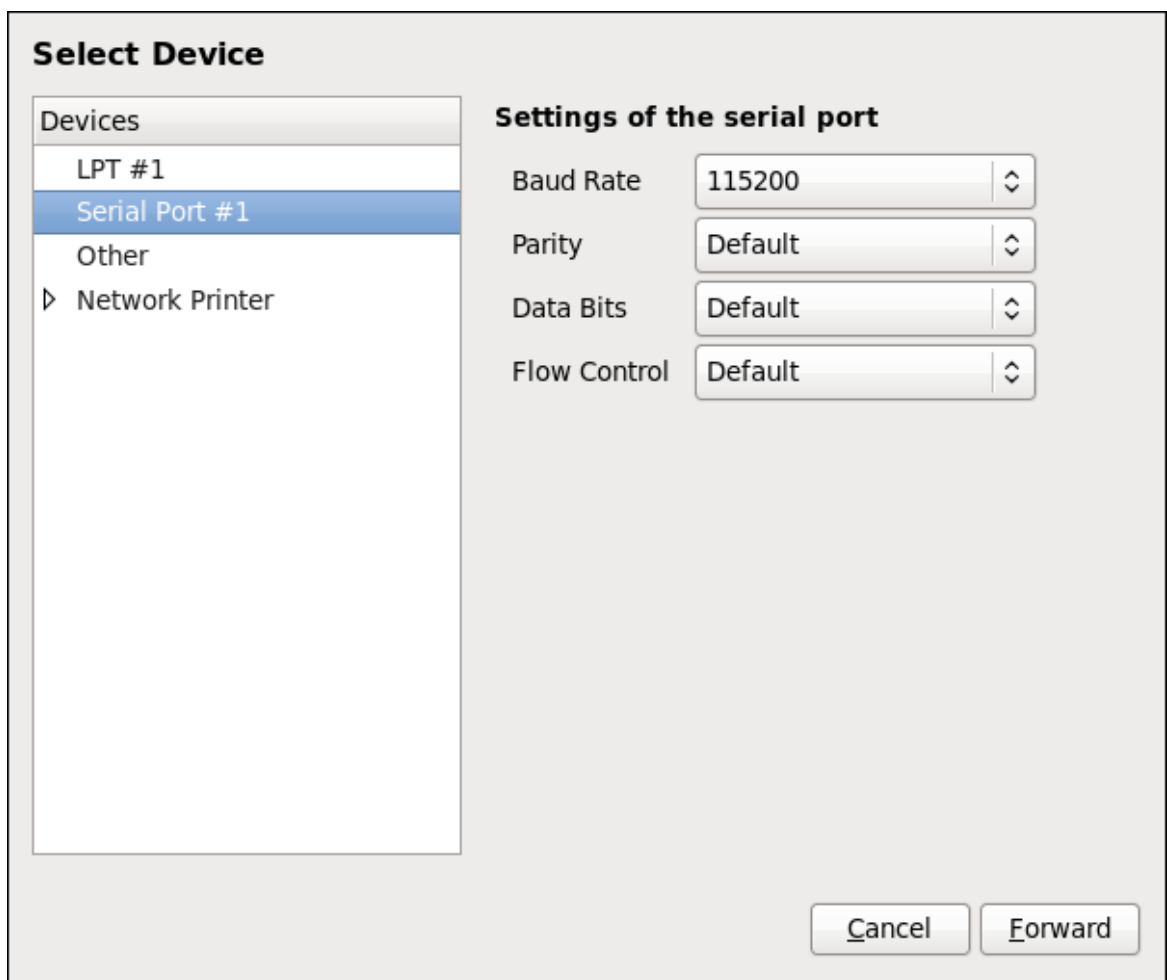 Select Device
Devices
LPT #1
Serial Port #1
Other
Network Printer
Settings of the serial port
Baud Rate 115200
Parity Default
Data Bits Default
Flow Control Default
Cancel Forward